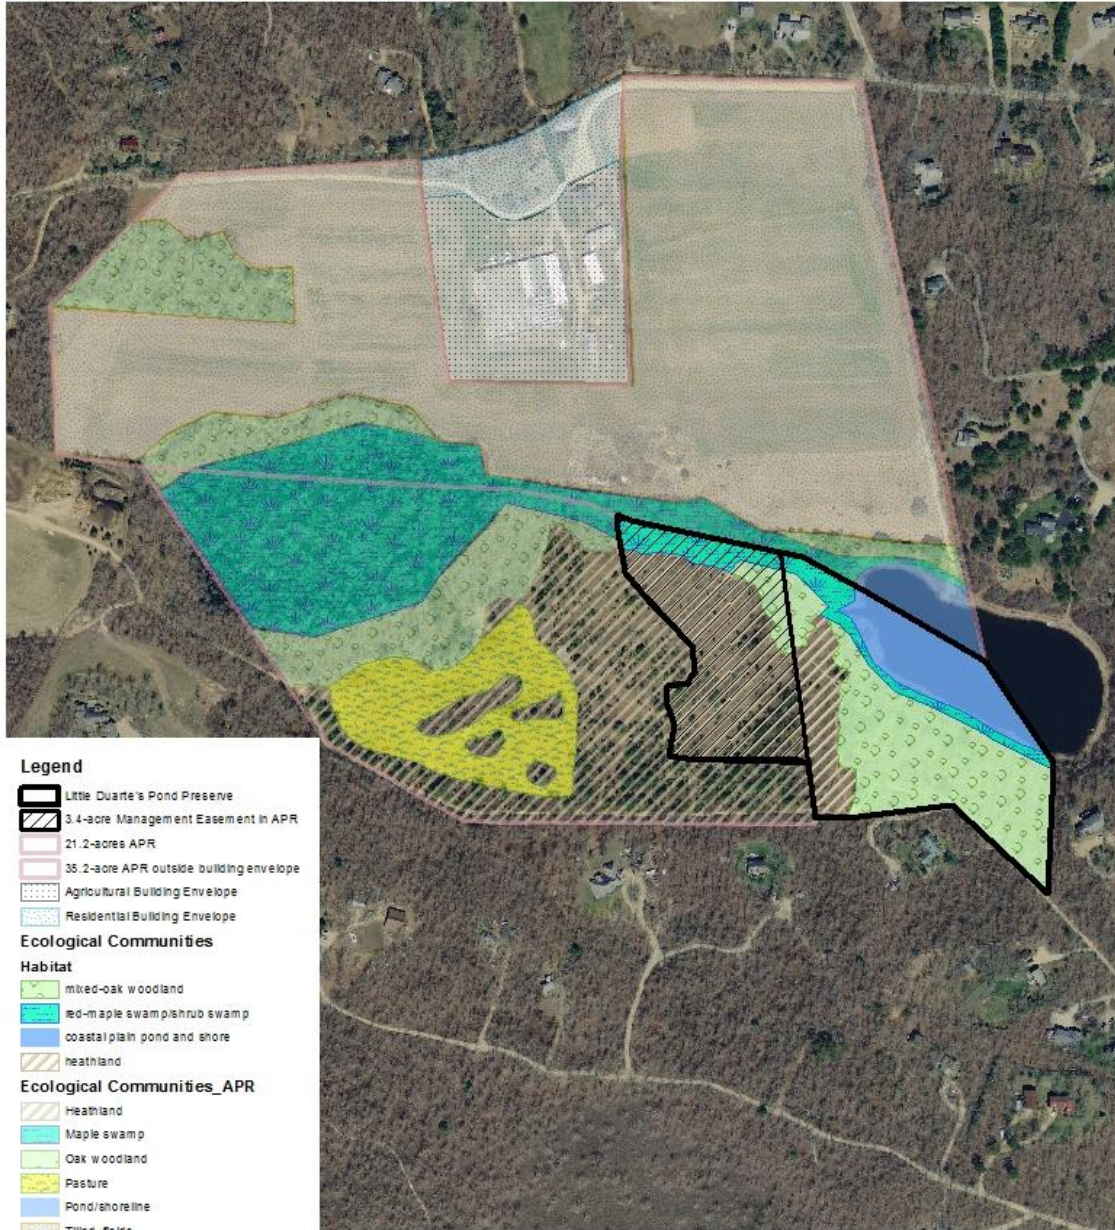 Legend
Little Duarte's Pond Preserve
3.4-acre Management Easement in APR
21.2-acres APR
35.2-acre APR outside building envelope
Agricultural Building Envelope
Residential Building Envelope
Ecological Communities
Habitat
mixed-oak woodland
red-maple swamp/shrub swamp
coastal plain pond and shore
heathland
Ecological Communities_APR
Heathland
Maple swamp
Oak woodland
Pasture
Pond/shoreline
Tilled_fields